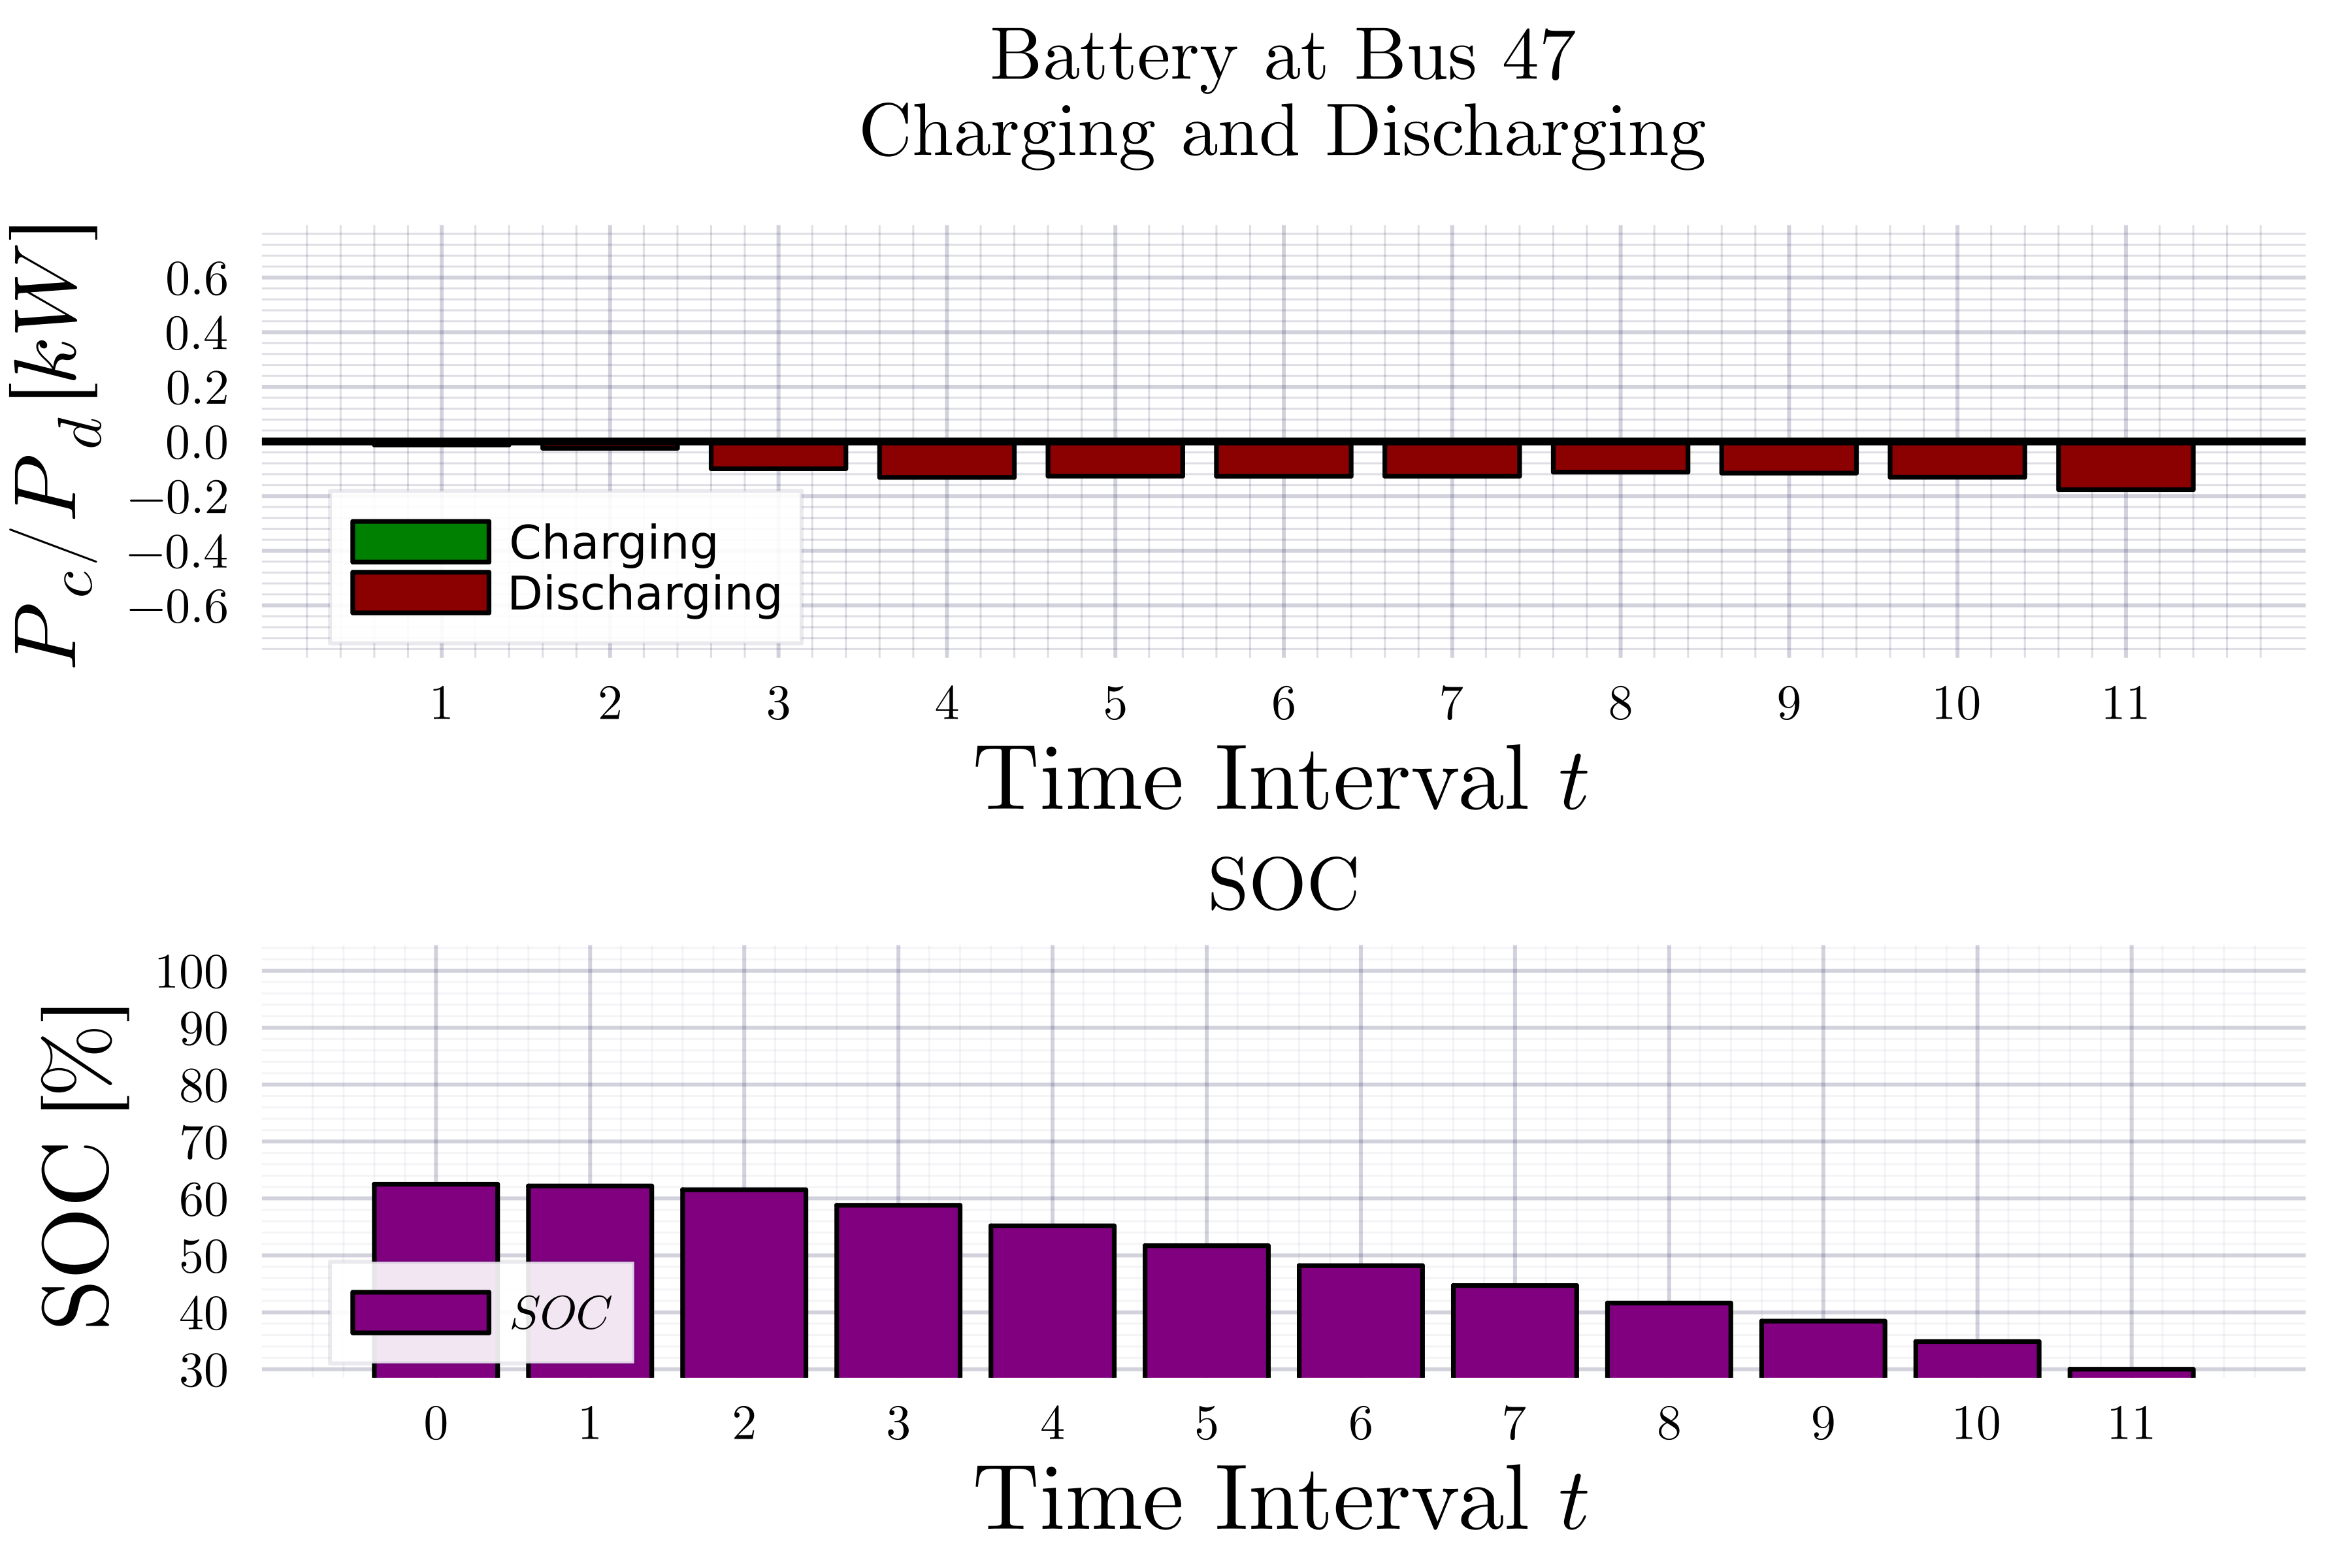 Battery at Bus 47
Charging and Discharging
P_c/P_d [kW]
0.6
0.4
0.2
0.0
−0.2
−0.4
−0.6
Charging
Discharging
1 2 3 4 5 6 7 8 9 10 11
Time Interval t
SOC
SOC [%]
100
90
80
70
60
50
40
30
SOC
0 1 2 3 4 5 6 7 8 9 10 11
Time Interval t